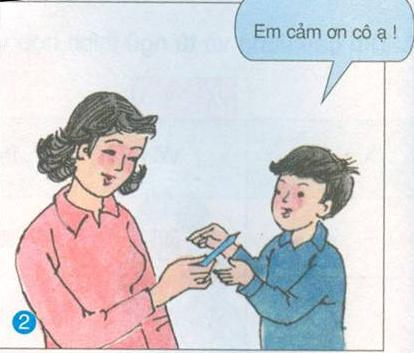 Em cảm ơn cô ạ !
2